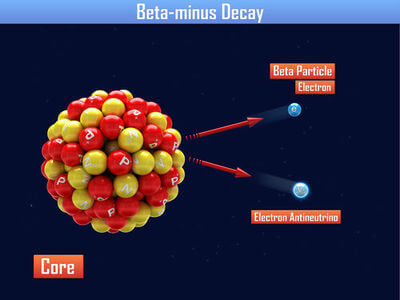 Beta-minus Decay
Beta Particle
Electron
e
Electron Antineutrino
Core